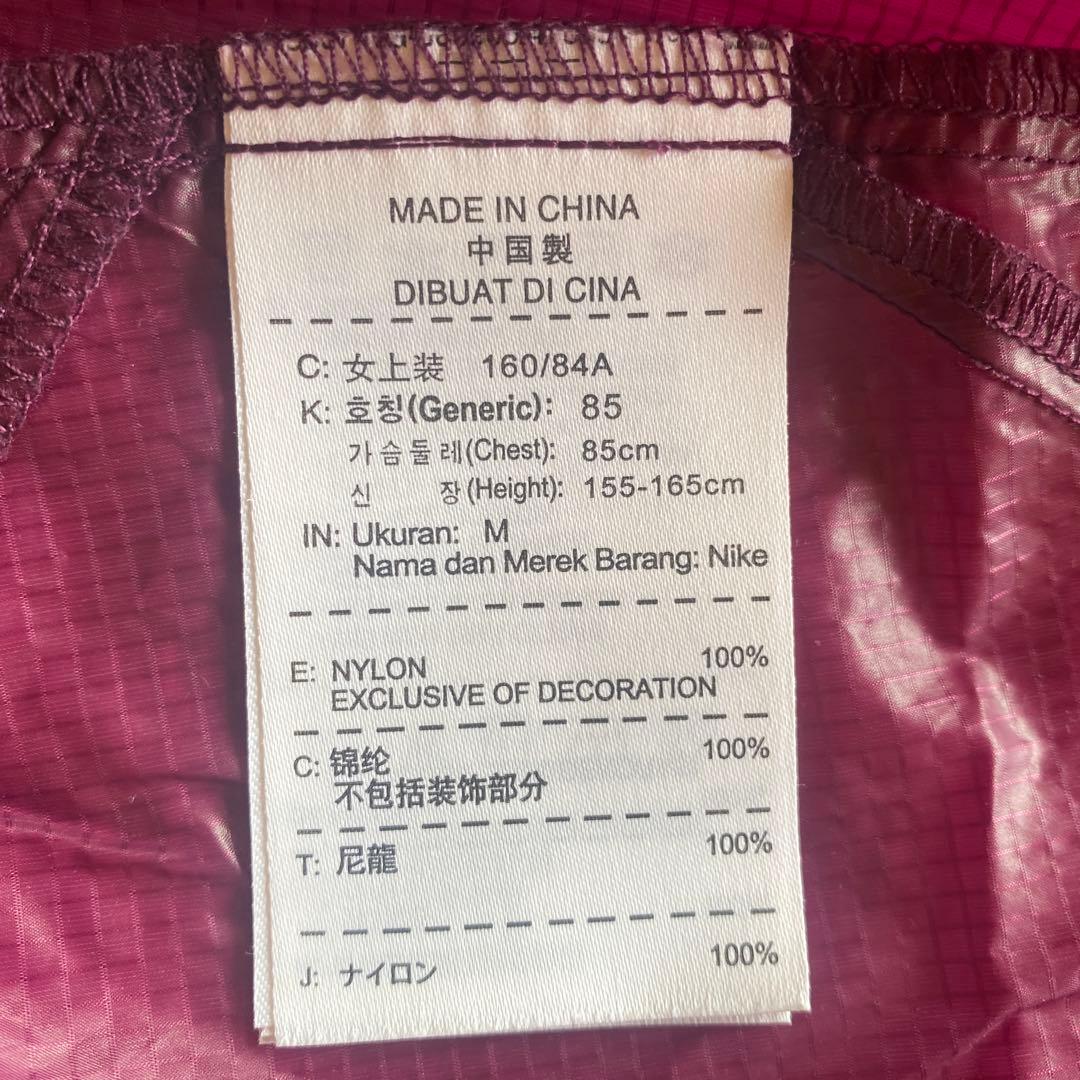 MADE IN CHINA
中国製
DIBUAT DI CINA
C: 女上装 160/84A
K: 호칭(Generic): 85
가슴둘레(Chest): 85cm
신 장(Height): 155-165cm
IN: Ukuran: M
Nama dan Merek Barang: Nike
E: NYLON 100%
EXCLUSIVE OF DECORATION
C: 锦纶 100%
不包括装饰部分
T: 尼龍 100%
J: ナイロン 100%